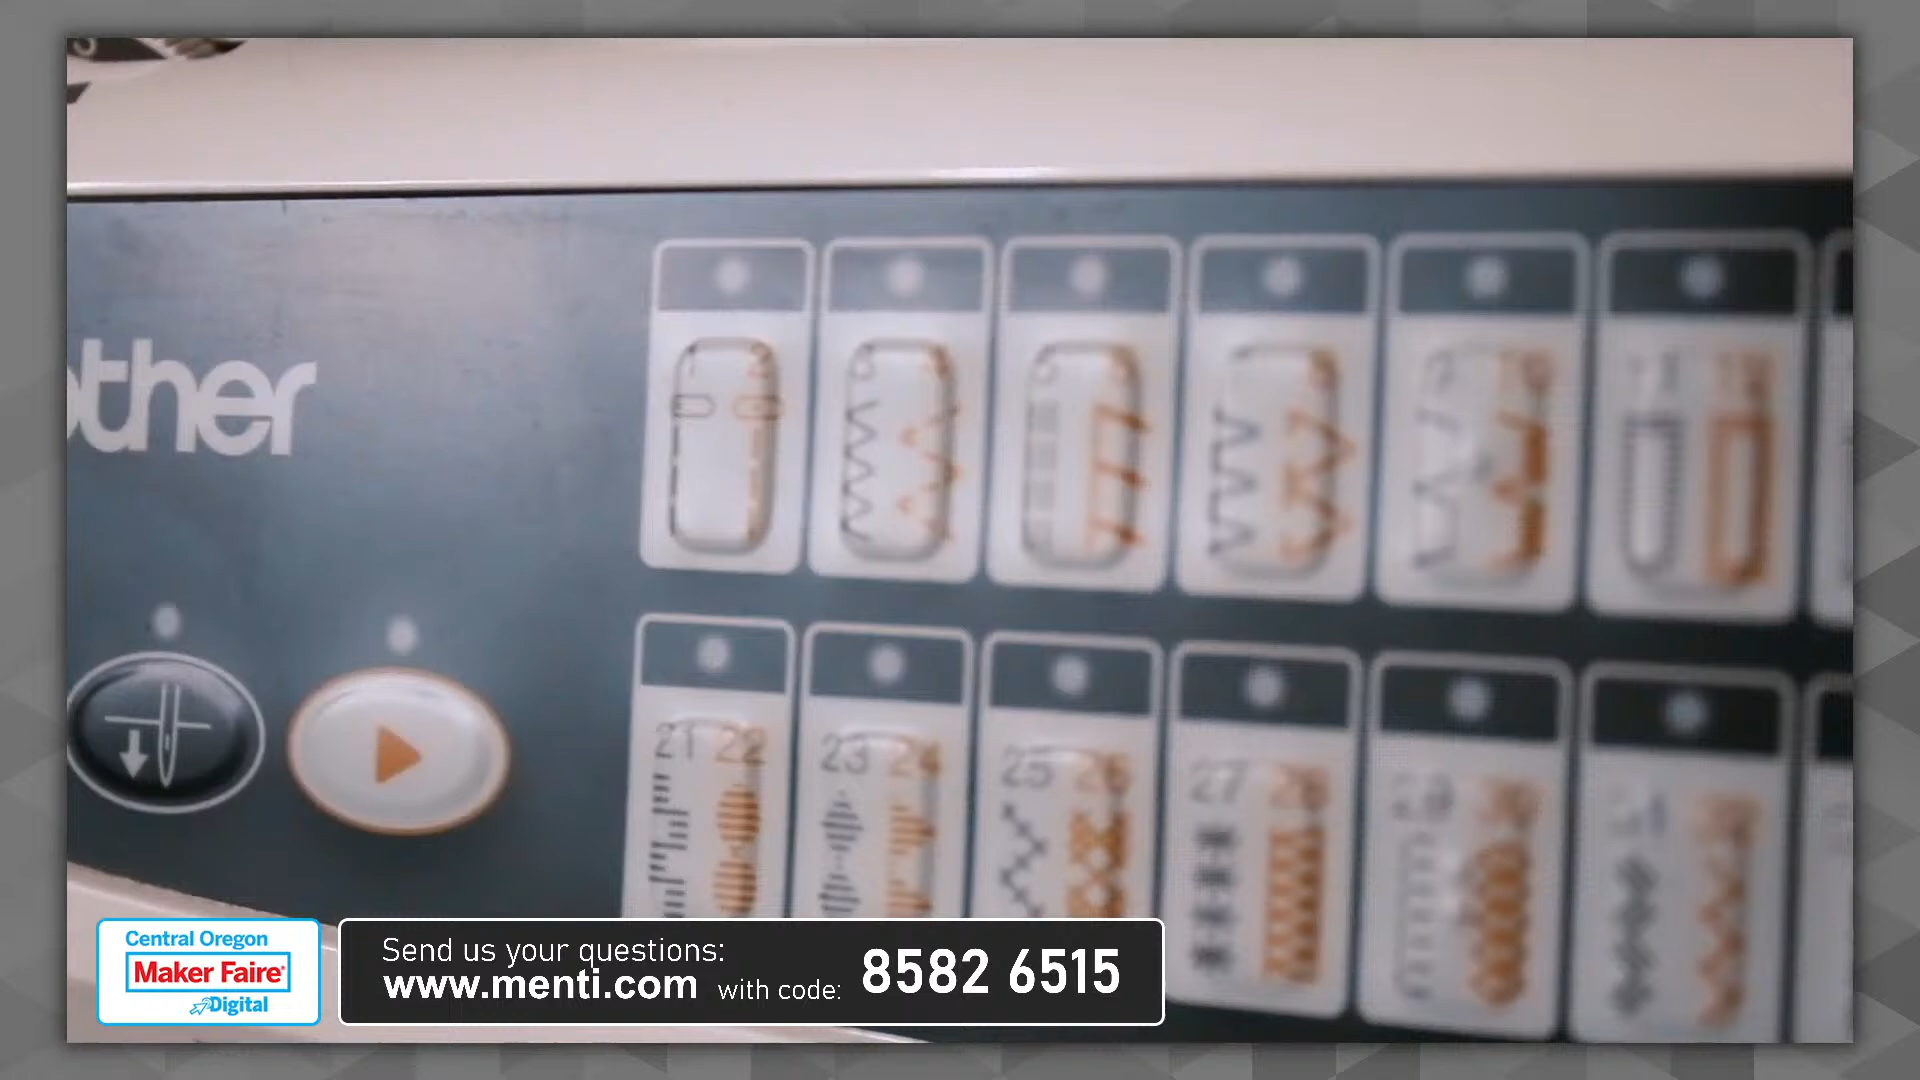 other
21 22 23 24 25 26 27 28
Central Oregon
Maker Faire
Digital
Send us your questions:
www.menti.com with code: 8582 6515